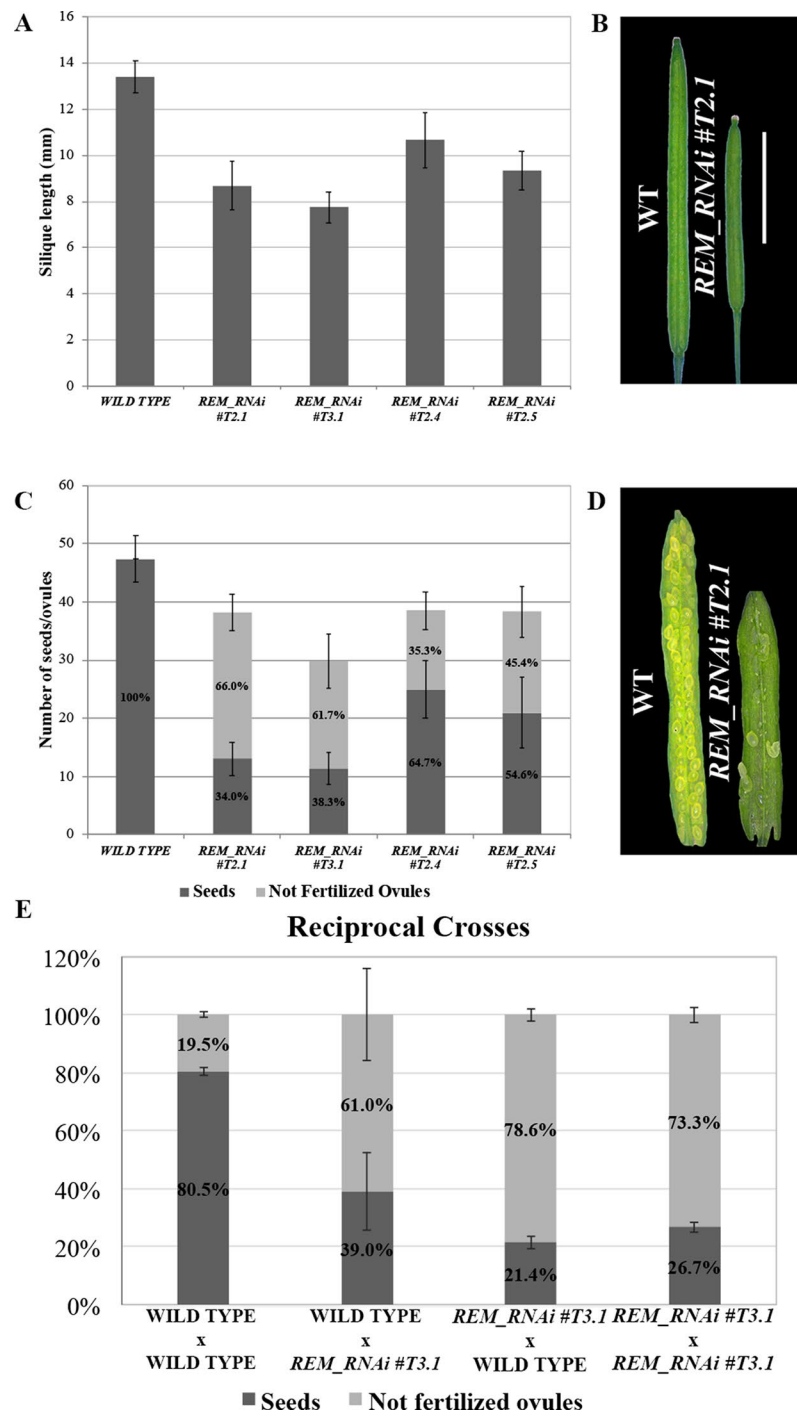 A
16
14
12
10
8
6
4
2
0
Silique length (mm)
WILD TYPE
REM_RNAi #T2.1
REM_RNAi #T3.1
REM_RNAi #T2.4
REM_RNAi #T2.5
B
WT
REM_RNAi #T2.1
C
60
50
40
30
20
10
0
Number of seeds/ovules
100%
66.0%
34.0%
61.7%
38.3%
35.3%
64.7%
45.4%
54.6%
WILD TYPE
REM_RNAi #T2.1
REM_RNAi #T3.1
REM_RNAi #T2.4
REM_RNAi #T2.5
Seeds Not Fertilized Ovules
D
WT
REM_RNAi #T2.1
E
Reciprocal Crosses
120%
100%
80%
60%
40%
20%
0%
19.5%
80.5%
61.0%
39.0%
78.6%
21.4%
73.3%
26.7%
WILD TYPE x WILD TYPE
WILD TYPE x REM_RNAi #T3.1
REM_RNAi #T3.1 x WILD TYPE
REM_RNAi #T3.1 x REM_RNAi #T3.1
Seeds Not fertilized ovules